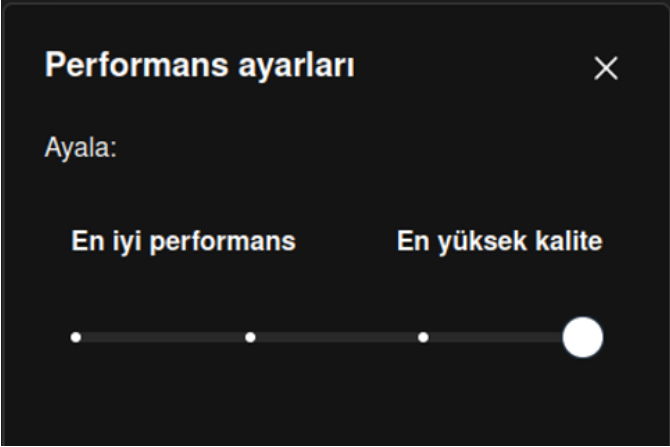 Performans ayarları
Ayala:
En iyi performans
En yüksek kalite